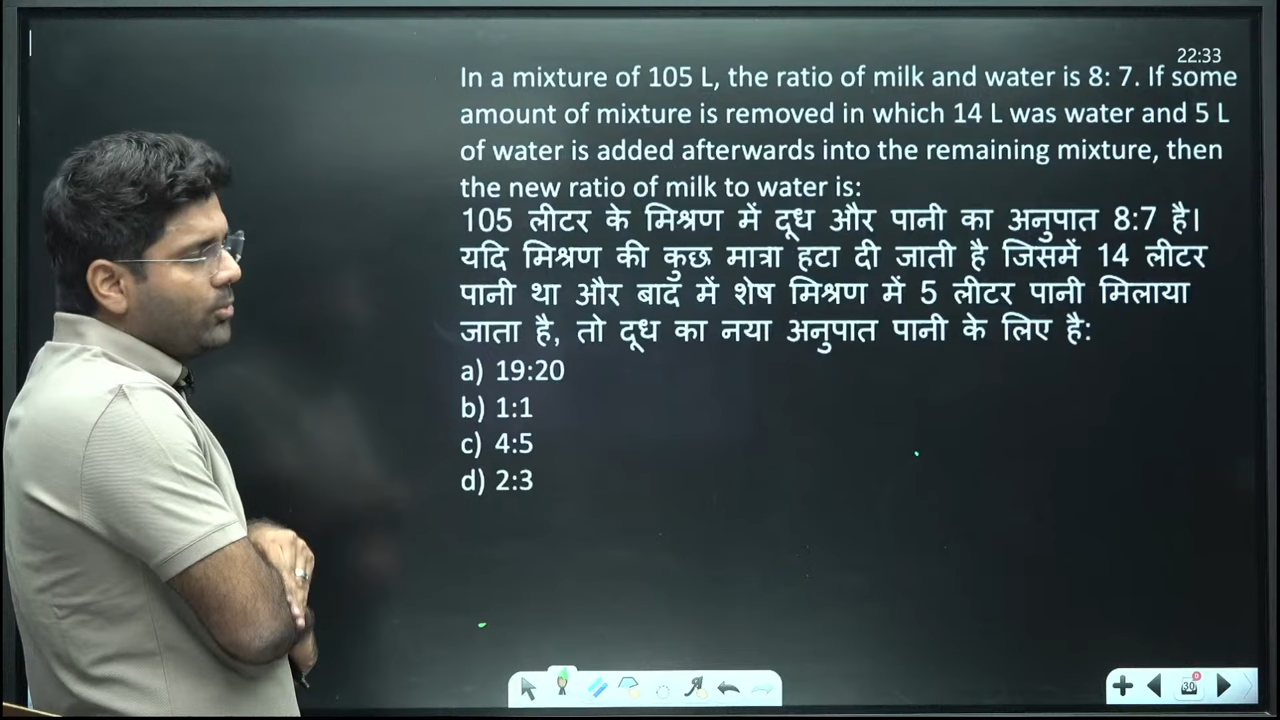 22:33
In a mixture of 105 L, the ratio of milk and water is 8: 7. If some
amount of mixture is removed in which 14 L was water and 5 L
of water is added afterwards into the remaining mixture, then
the new ratio of milk to water is:
105 लीटर के मिश्रण में दूध और पानी का अनुपात 8:7 है।
यदि मिश्रण की कुछ मात्रा हटा दी जाती है जिसमें 14 लीटर
पानी था और बाद में शेष मिश्रण में 5 लीटर पानी मिलाया
जाता है, तो दूध का नया अनुपात पानी के लिए है:
a) 19:20
b) 1:1
c) 4:5
d) 2:3
30